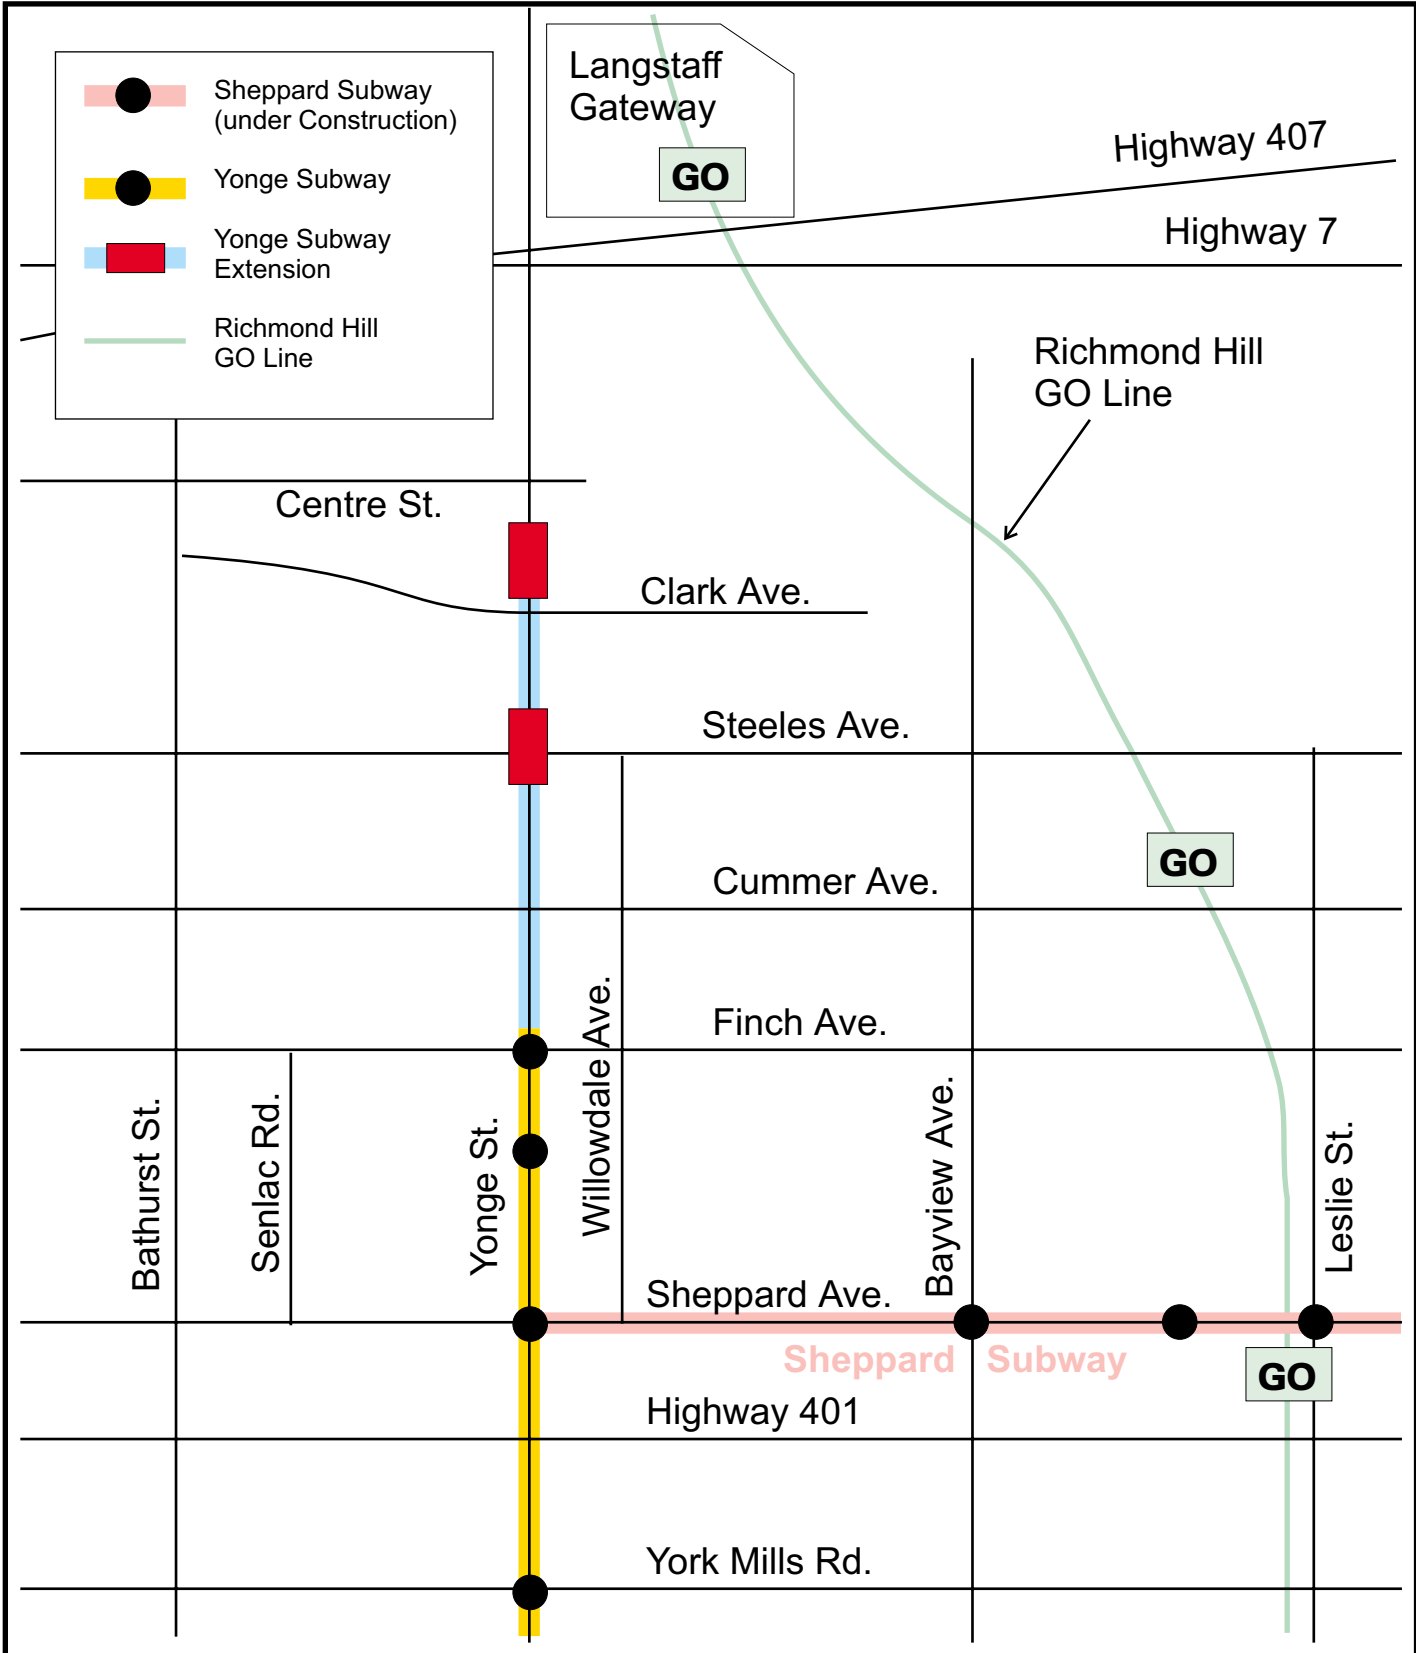 Sheppard Subway
(under Construction)
Yonge Subway
Yonge Subway
Extension
Richmond Hill
GO Line
Langstaff
Gateway
GO
Highway 407
Highway 7
Richmond Hill
GO Line
Centre St.
Clark Ave.
Steeles Ave.
GO
Cummer Ave.
Finch Ave.
Bathurst St.
Senlac Rd.
Yonge St.
Willowdale Ave.
Bayview Ave.
Leslie St.
Sheppard Ave.
Sheppard Subway
GO
Highway 401
York Mills Rd.